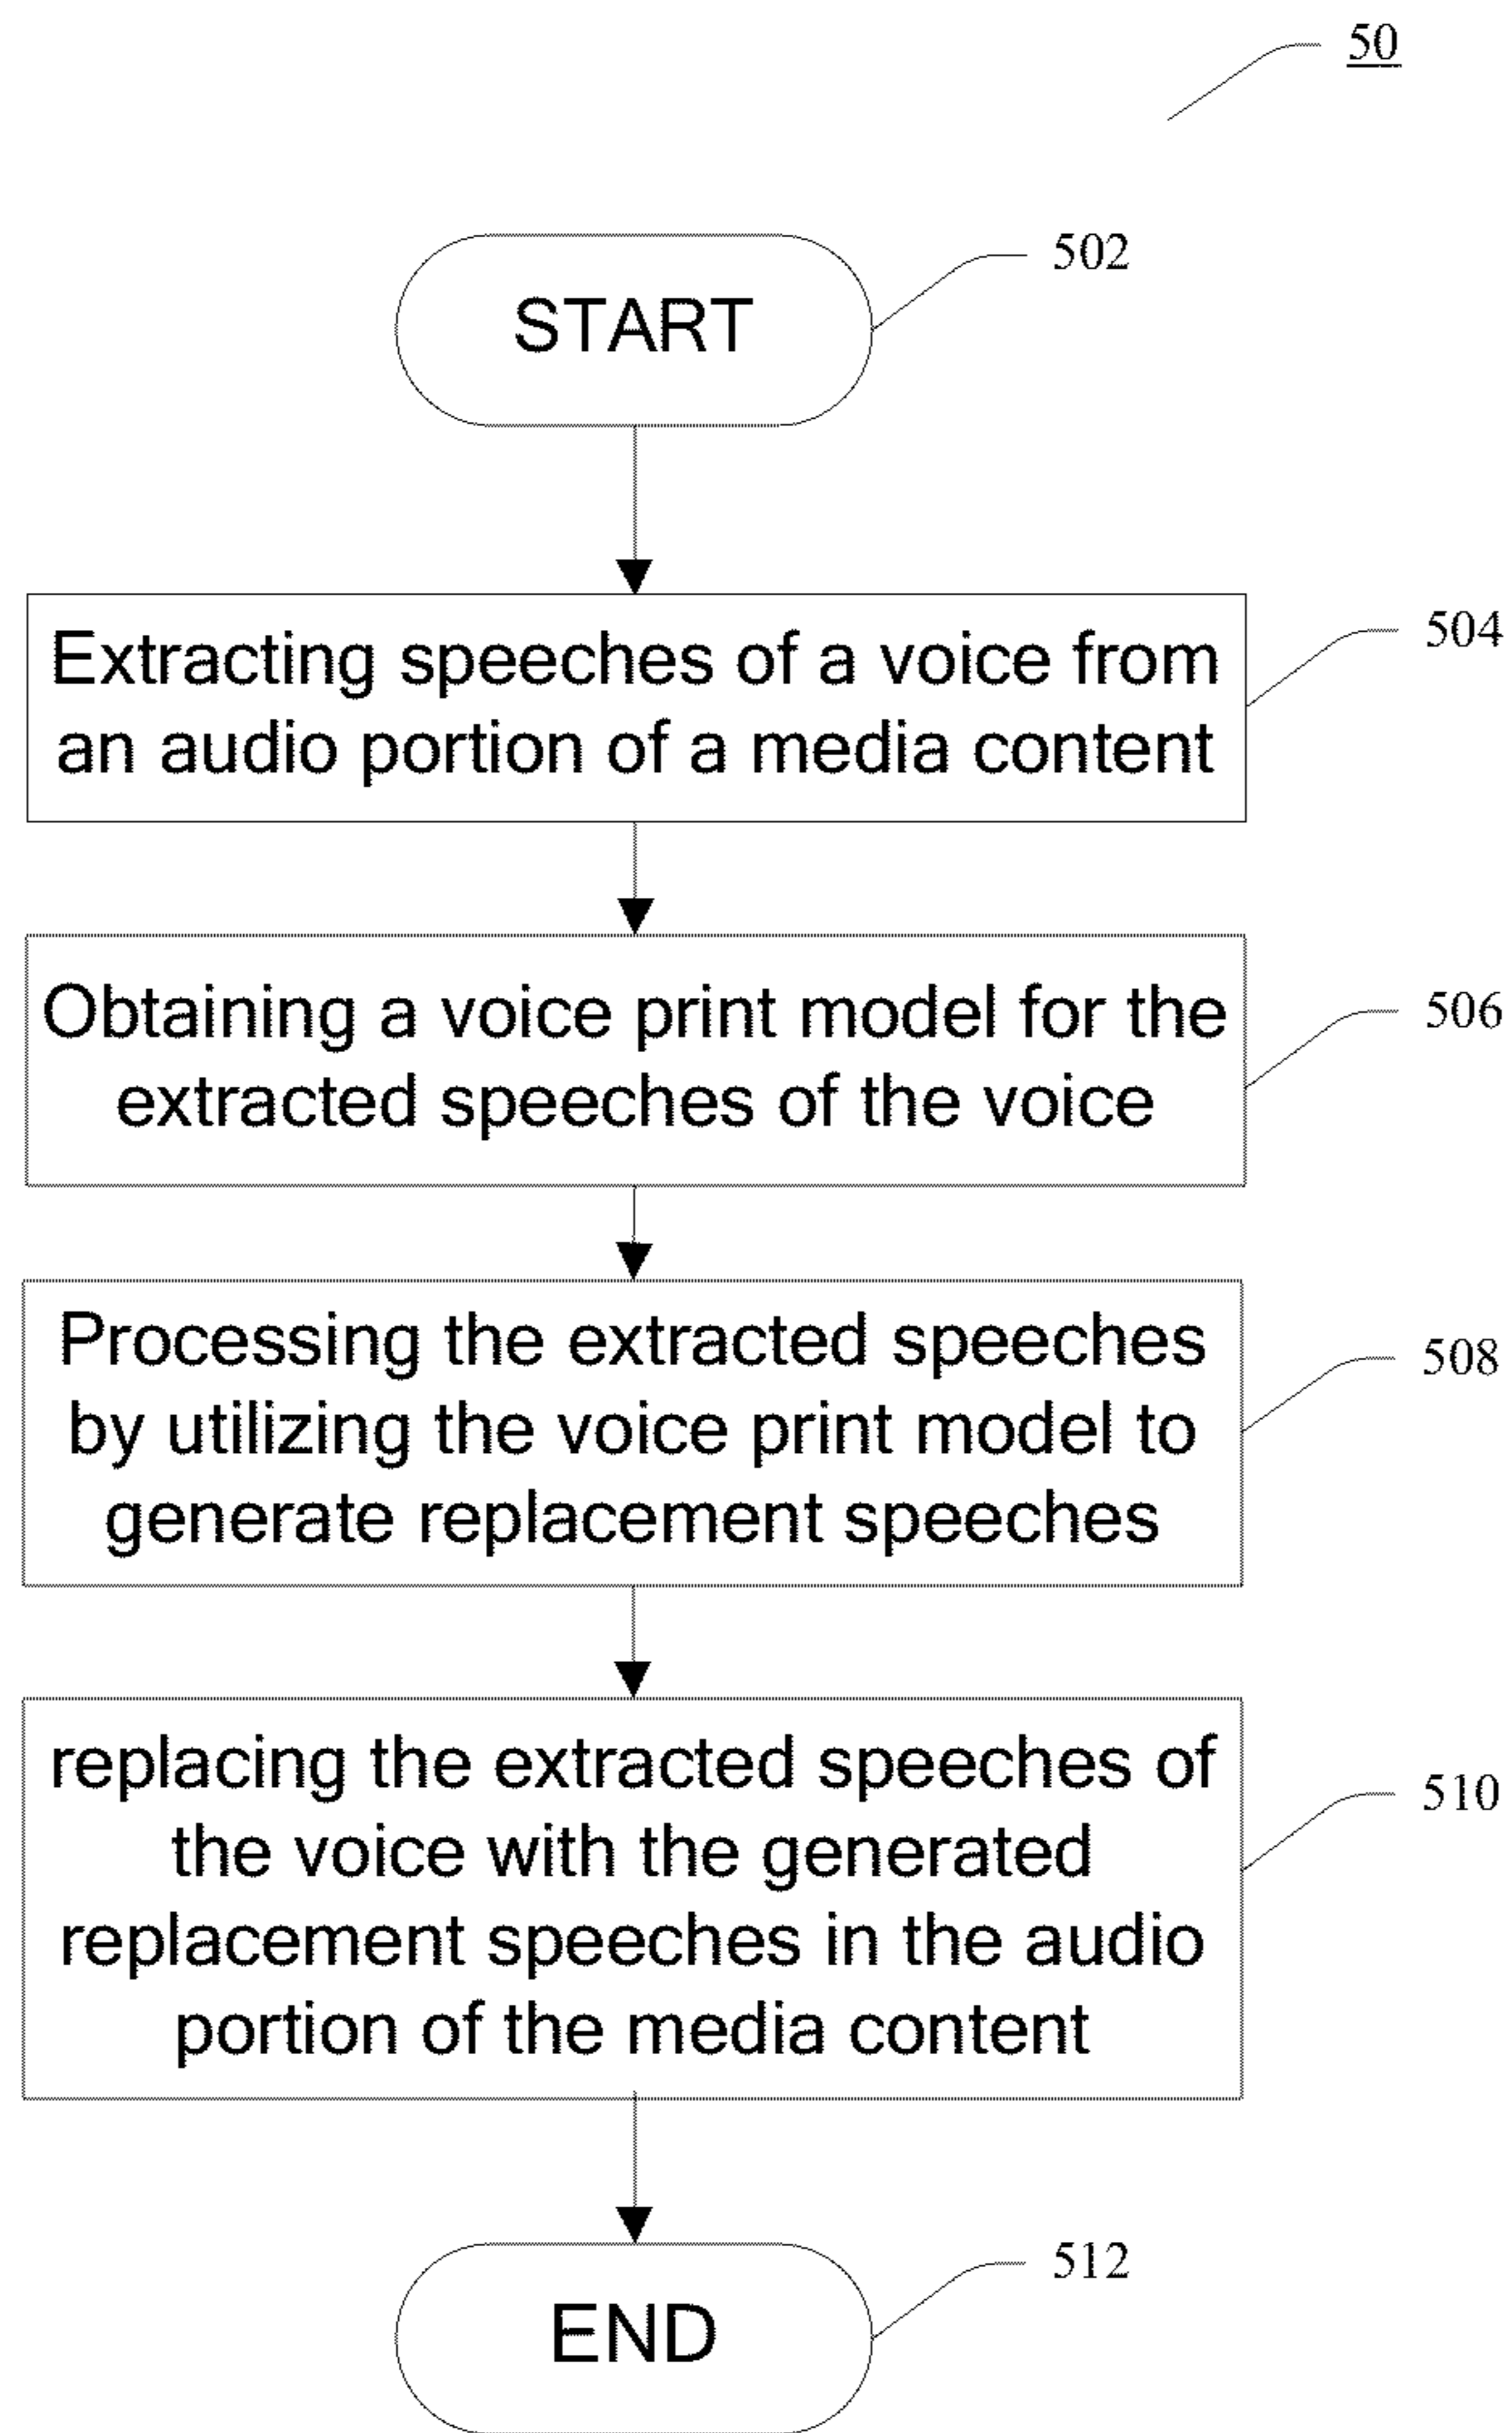 50
502
START
504
Extracting speeches of a voice from
an audio portion of a media content
506
Obtaining a voice print model for the
extracted speeches of the voice
508
Processing the extracted speeches
by utilizing the voice print model to
generate replacement speeches
510
replacing the extracted speeches of
the voice with the generated
replacement speeches in the audio
portion of the media content
512
END